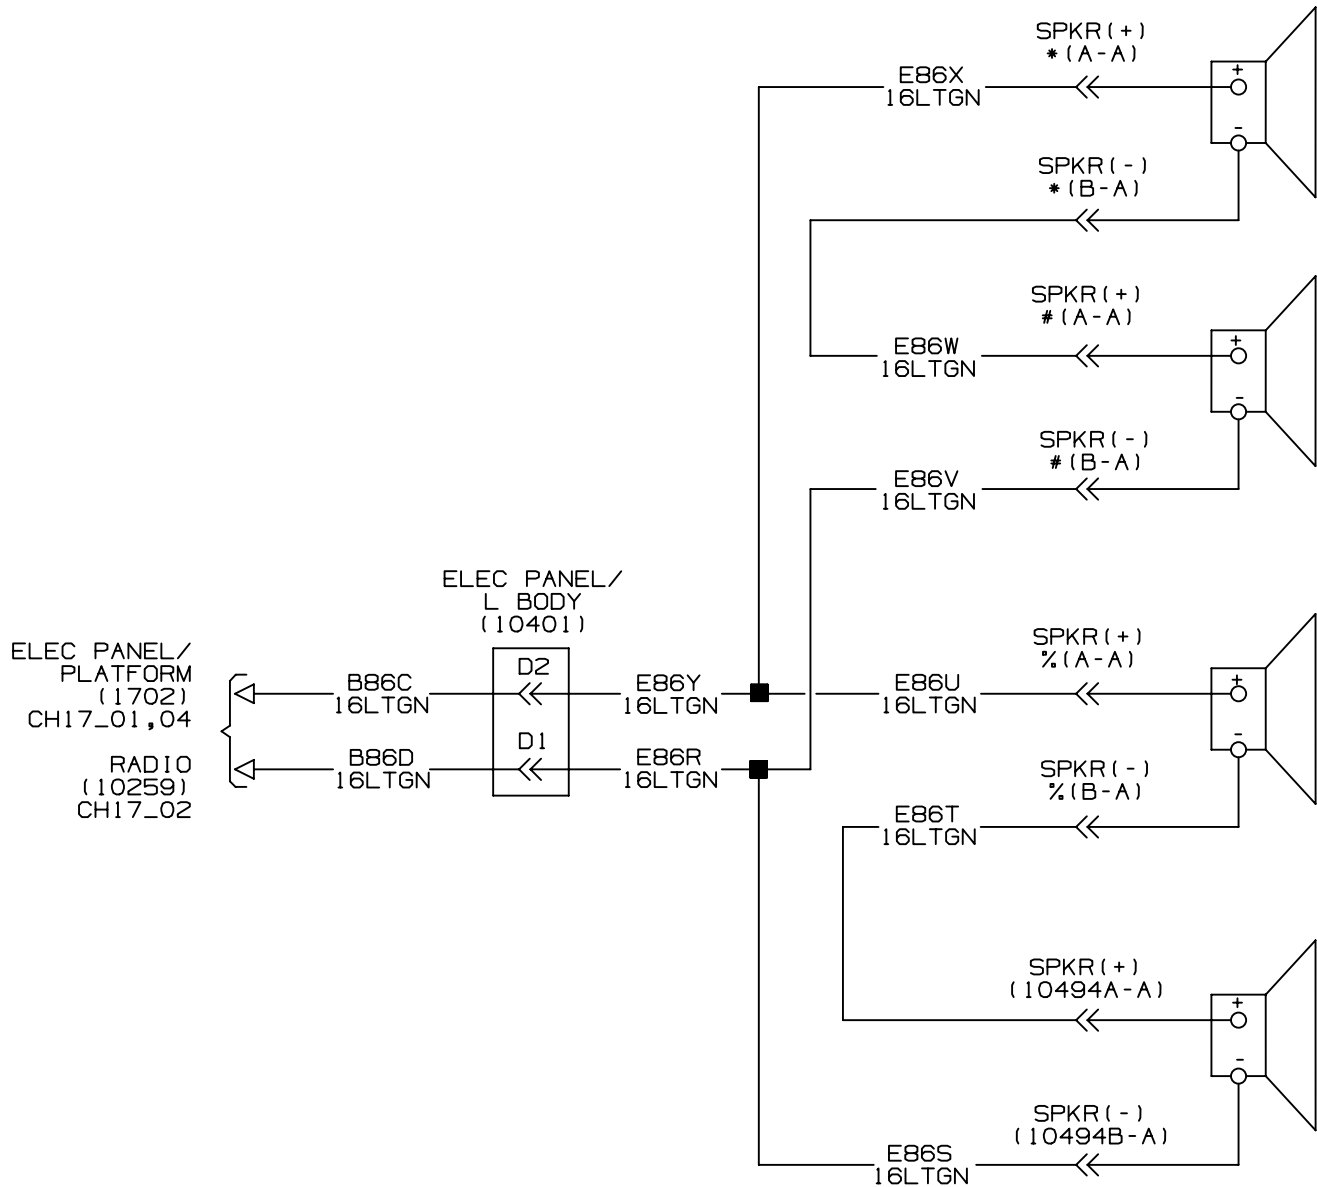 SPKR(+)
*(A-A)
E86X
16LTGN
+
-
SPKR(-)
*(B-A)
SPKR(+)
#(A-A)
E86W
16LTGN
+
-
SPKR(-)
#(B-A)
E86V
16LTGN
ELEC PANEL/
L BODY
(10401)
ELEC PANEL/
PLATFORM
(1702)
CH17_01,04
RADIO
(10259)
CH17_02
B86C
16LTGN
D2
E86Y
16LTGN
B86D
16LTGN
D1
E86R
16LTGN
SPKR(+)
%(A-A)
E86U
16LTGN
+
-
SPKR(-)
%(B-A)
E86T
16LTGN
SPKR(+)
(10494A-A)
+
-
SPKR(-)
(10494B-A)
E86S
16LTGN